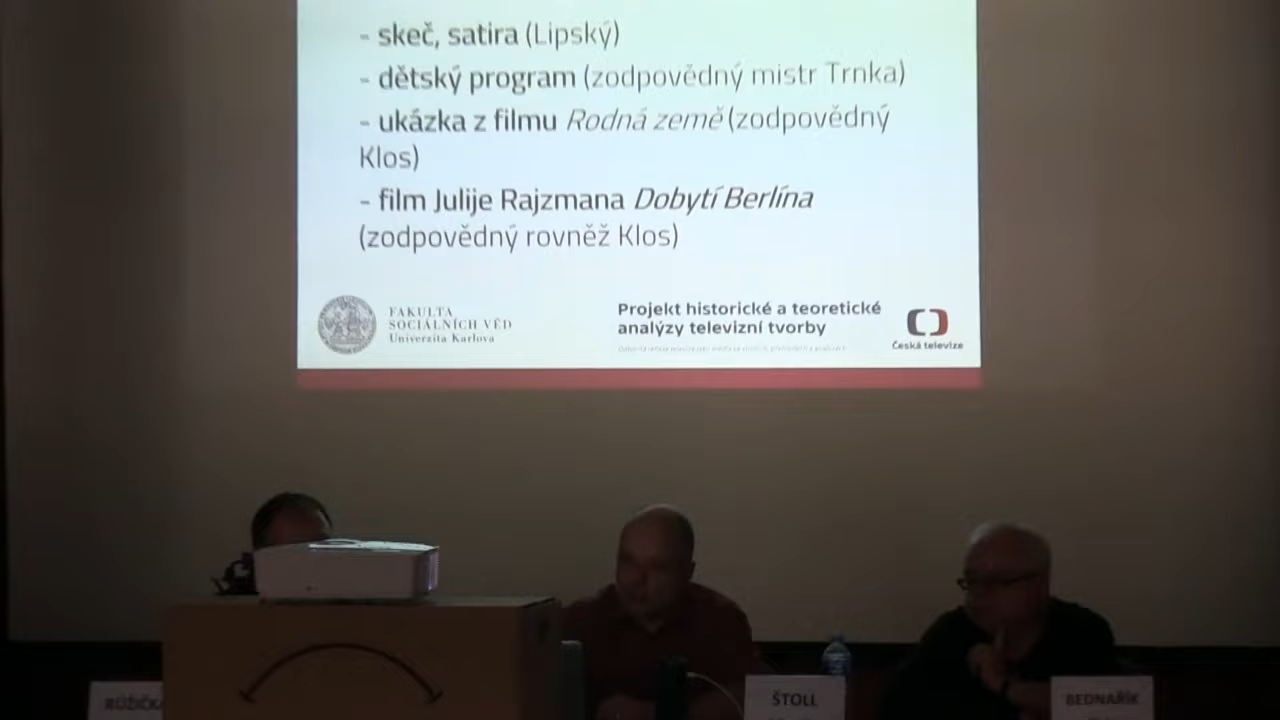 - skeč, satira (Lipský)
- dětský program (zodpovědný mistr Trnka)
- ukázka z filmu Rodná země (zodpovědný
Klos)
- film Julije Rajzmana Dobytí Berlína
(zodpovědný rovněž Klos)
FAKULTA
SOCIÁLNÍCH VĚD
Univerzita Karlova
Projekt historické a teoretické
analýzy televizní tvorby
Česká televize
RŮŽIČKA
ŠTOLL
BEDNAŘÍK